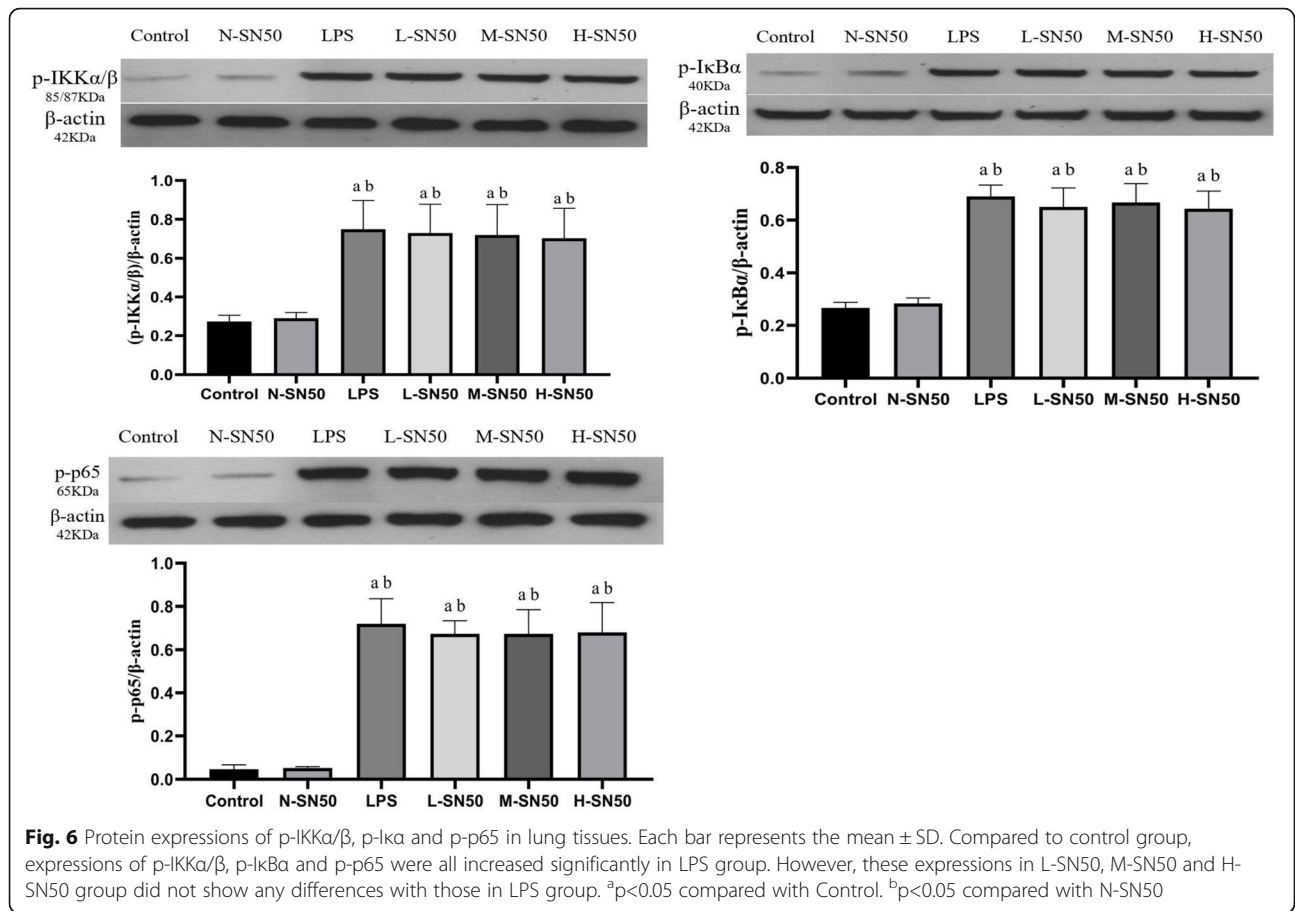 Control N-SN50 LPS L-SN50 M-SN50 H-SN50
p-IKKα/β
85/87KDa
β-actin
42KDa
1.0
0.8
0.6
0.4
0.2
0.0
(p-IKKα/β)/β-actin
a b a b a b a b
Control N-SN50 LPS L-SN50 M-SN50 H-SN50
Control N-SN50 LPS L-SN50 M-SN50 H-SN50
p-IκBα
40KDa
β-actin
42KDa
0.8
0.6
0.4
0.2
0.0
p-IκBα/β-actin
a b a b a b a b
Control N-SN50 LPS L-SN50 M-SN50 H-SN50
Control N-SN50 LPS L-SN50 M-SN50 H-SN50
p-p65
65KDa
β-actin
42KDa
1.0
0.8
0.6
0.4
0.2
0.0
p-p65/β-actin
a b a b a b a b
Control N-SN50 LPS L-SN50 M-SN50 H-SN50
Fig. 6 Protein expressions of p-IKKα/β, p-Iκα and p-p65 in lung tissues. Each bar represents the mean ± SD. Compared to control group,
expressions of p-IKKα/β, p-IκBα and p-p65 were all increased significantly in LPS group. However, these expressions in L-SN50, M-SN50 and H-
SN50 group did not show any differences with those in LPS group. ᵃp<0.05 compared with Control. ᵇp<0.05 compared with N-SN50